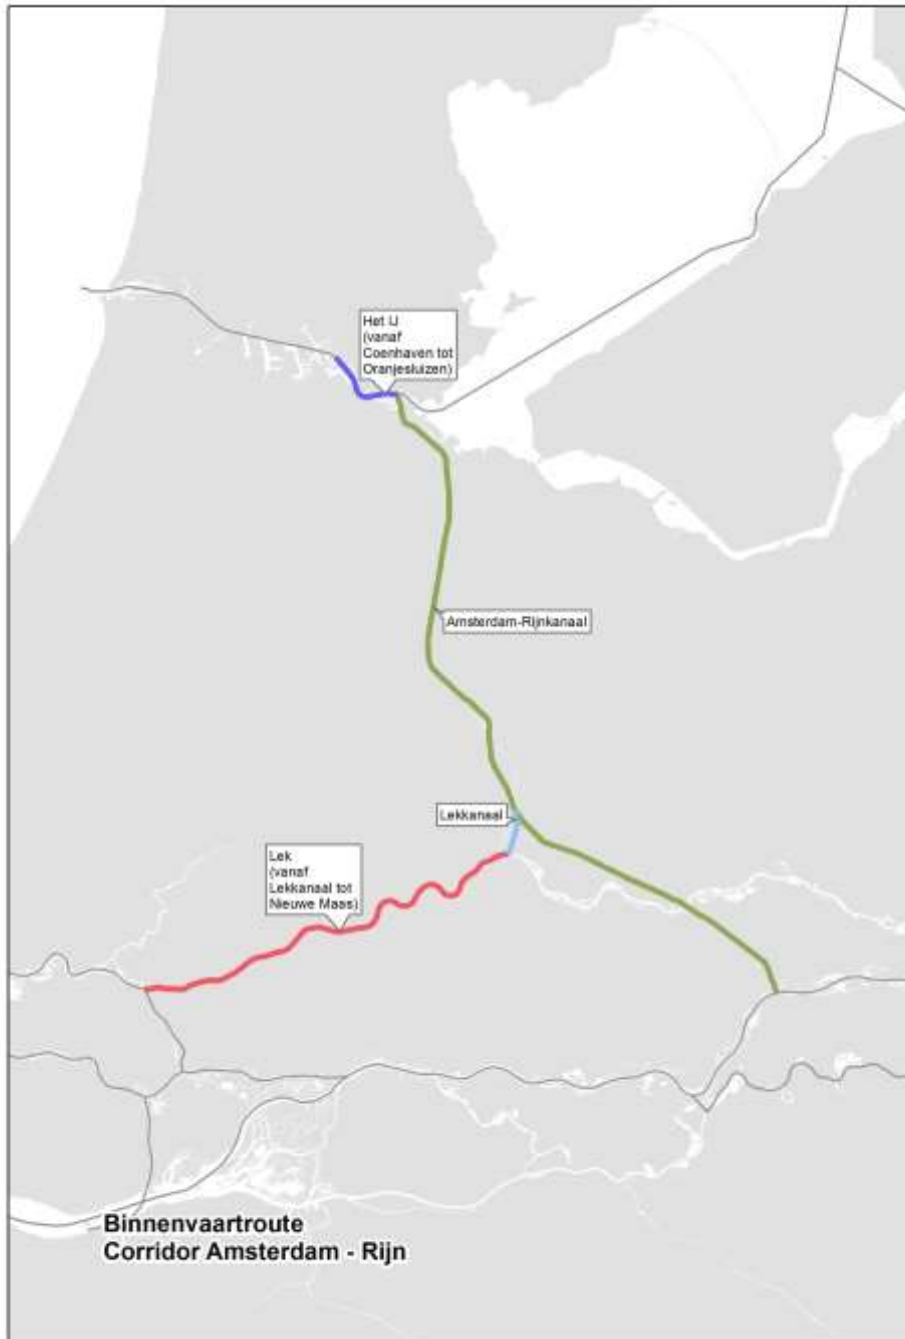 Het IJ
(vanaf
Coenhaven tot
Oranjesluizen)
Amsterdam-Rijnkanaal
Lekkanaal
Lek
(vanaf
Lekkanaal tot
Nieuwe Maas)
Binnenvaartroute
Corridor Amsterdam - Rijn